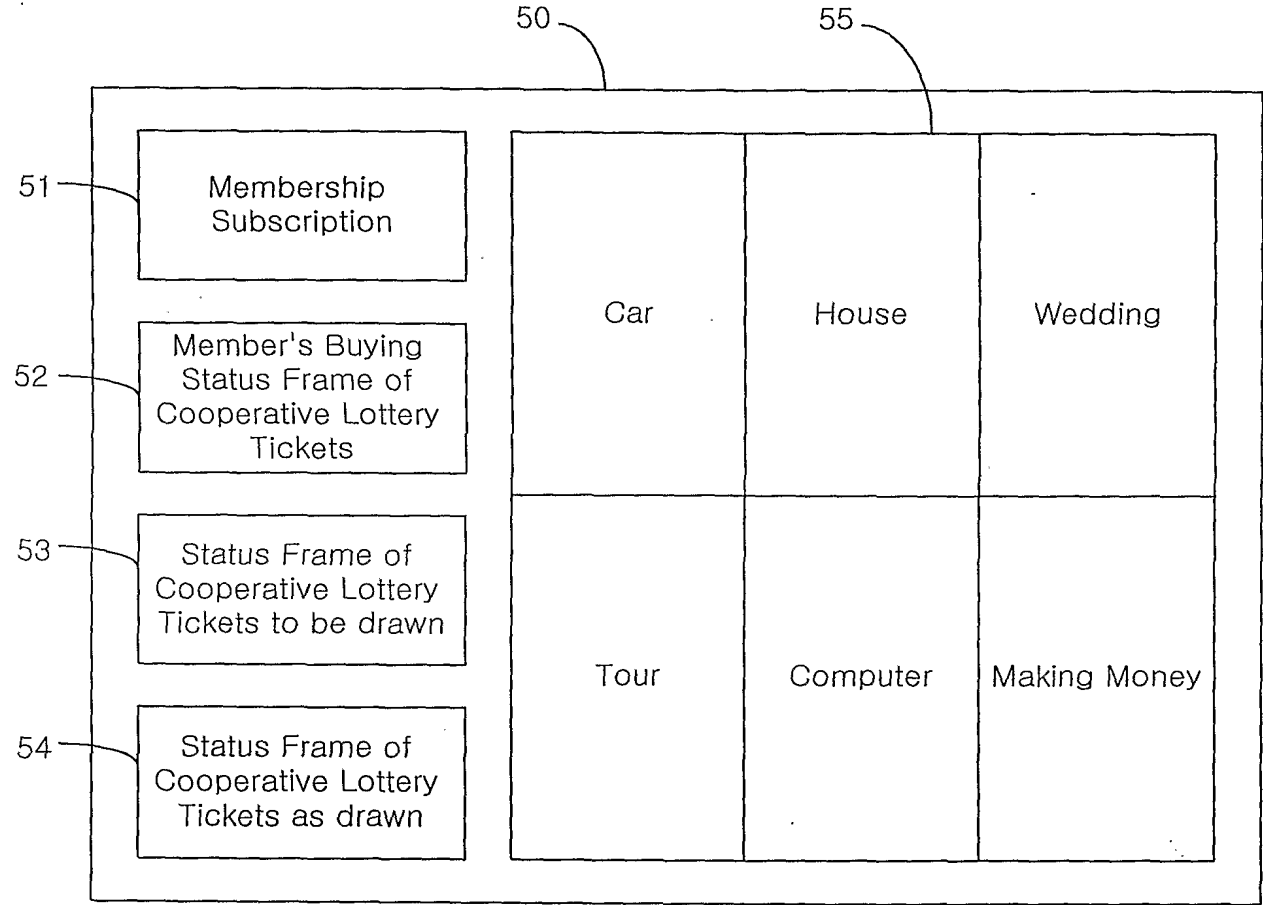 50
55
51
Membership
Subscription
52
Member's Buying
Status Frame of
Cooperative Lottery
Tickets
53
Status Frame of
Cooperative Lottery
Tickets to be drawn
54
Status Frame of
Cooperative Lottery
Tickets as drawn
Car
House
Wedding
Tour
Computer
Making Money